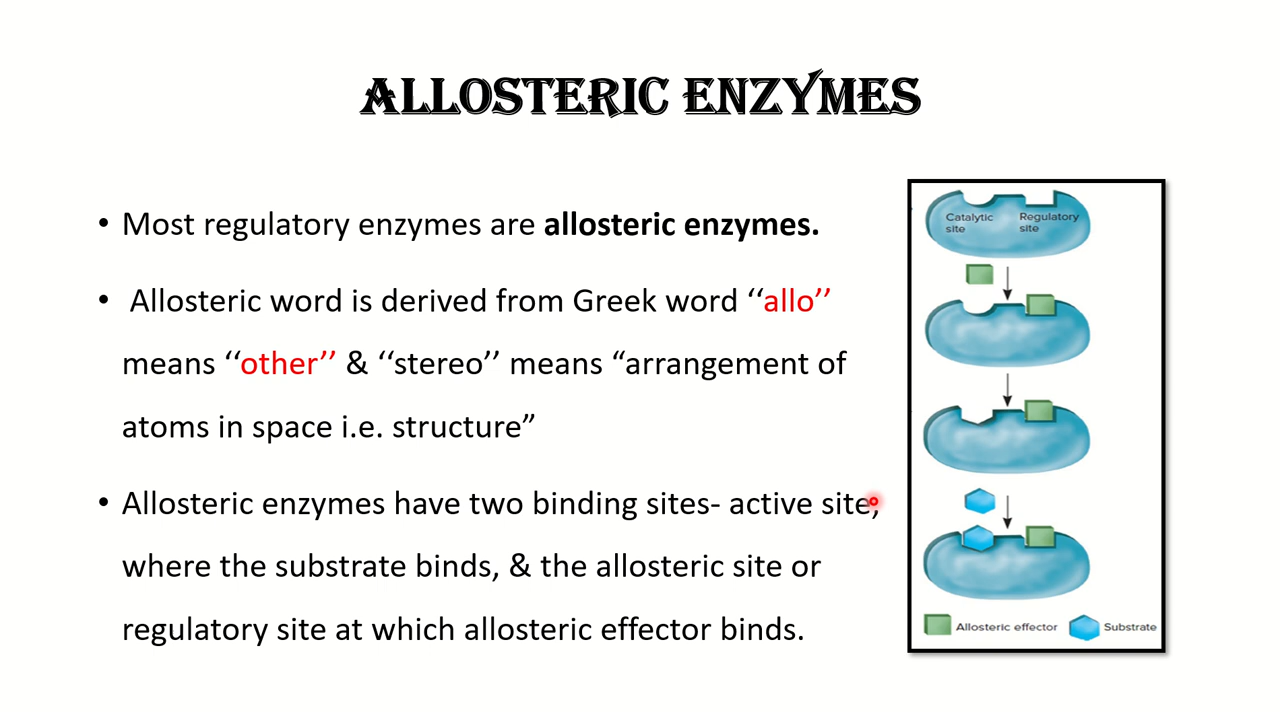 ALLOSTERIC ENZYMES
• Most regulatory enzymes are allosteric enzymes.
• Allosteric word is derived from Greek word ‘‘allo’’
means ‘‘other’’ & ‘‘stereo’’ means “arrangement of
atoms in space i.e. structure”
• Allosteric enzymes have two binding sites- active site,
where the substrate binds, & the allosteric site or
regulatory site at which allosteric effector binds.
Catalytic
site
Regulatory
site
Allosteric effector
Substrate